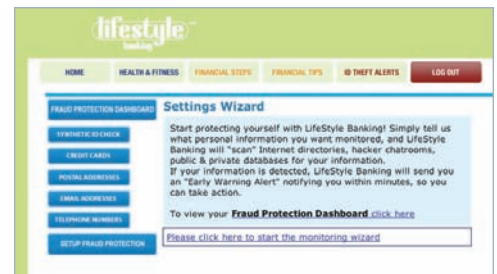 lifestyle
banking
HOME HEALTH & FITNESS FINANCIAL STEPS FINANCIAL TIPS ID THEFT ALERTS LOG OUT
FRAUD PROTECTION DASHBOARD
SYNTHETIC ID CHECK
CREDIT CARDS
POSTAL ADDRESSES
EMAIL ADDRESSES
TELEPHONE NUMBERS
SETUP FRAUD PROTECTION
Settings Wizard
Start protecting yourself with LifeStyle Banking! Simply tell us
what personal information you want monitored, and LifeStyle
Banking will "scan" Internet directories, hacker chatrooms,
public & private databases for your information.
If your information is detected, LifeStyle Banking will send you
an "Early Warning Alert" notifying you within minutes, so you
can take action.
To view your Fraud Protection Dashboard click here
Please click here to start the monitoring wizard